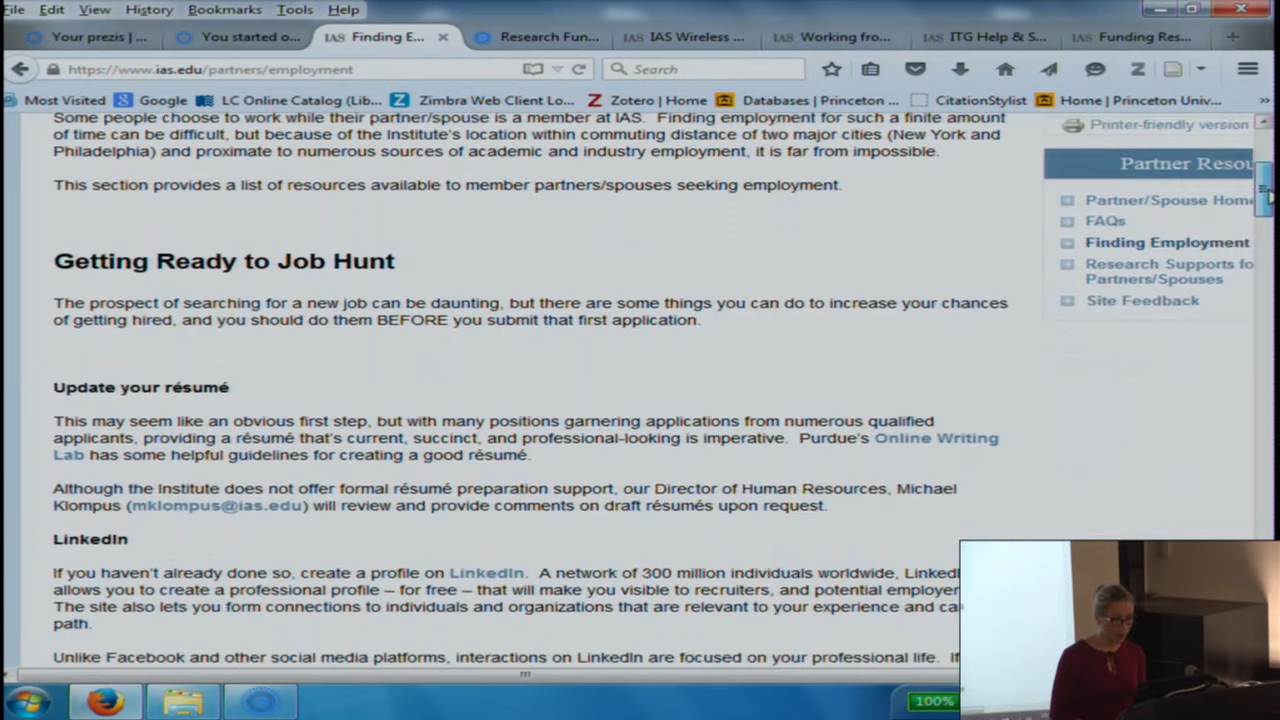 File Edit View History Bookmarks Tools Help
Your prezis | ... You started o... IAS Finding E... Research Fun... IAS IAS Wireless ... IAS Working fro... IAS ITG Help & S... IAS Funding Res...
https://www.ias.edu/partners/employment Search
Most Visited Google LC Online Catalog (Lib... Zimbra Web Client Lo... Zotero | Home Databases | Princeton ... CitationStylist Home | Princeton Univ...
Some people choose to work while their partner/spouse is a member at IAS. Finding employment for such a finite amount
of time can be difficult, but because of the Institute's location within commuting distance of two major cities (New York and
Philadelphia) and proximate to numerous sources of academic and industry employment, it is far from impossible.
This section provides a list of resources available to member partners/spouses seeking employment.
Getting Ready to Job Hunt
The prospect of searching for a new job can be daunting, but there are some things you can do to increase your chances
of getting hired, and you should do them BEFORE you submit that first application.
Update your résumé
This may seem like an obvious first step, but with many positions garnering applications from numerous qualified
applicants, providing a résumé that's current, succinct, and professional-looking is imperative. Purdue's Online Writing
Lab has some helpful guidelines for creating a good résumé.
Although the Institute does not offer formal résumé preparation support, our Director of Human Resources, Michael
Klompus (mklompus@ias.edu) will review and provide comments on draft résumés upon request.
LinkedIn
If you haven't already done so, create a profile on LinkedIn. A network of 300 million individuals worldwide, LinkedI
allows you to create a professional profile – for free – that will make you visible to recruiters, and potential employer
The site also lets you form connections to individuals and organizations that are relevant to your experience and ca
path.
Unlike Facebook and other social media platforms, interactions on LinkedIn are focused on your professional life. If
Printer-friendly version
Partner Resou
Partner/Spouse Home
FAQs
Finding Employment
Research Supports fo
Partners/Spouses
Site Feedback
100%